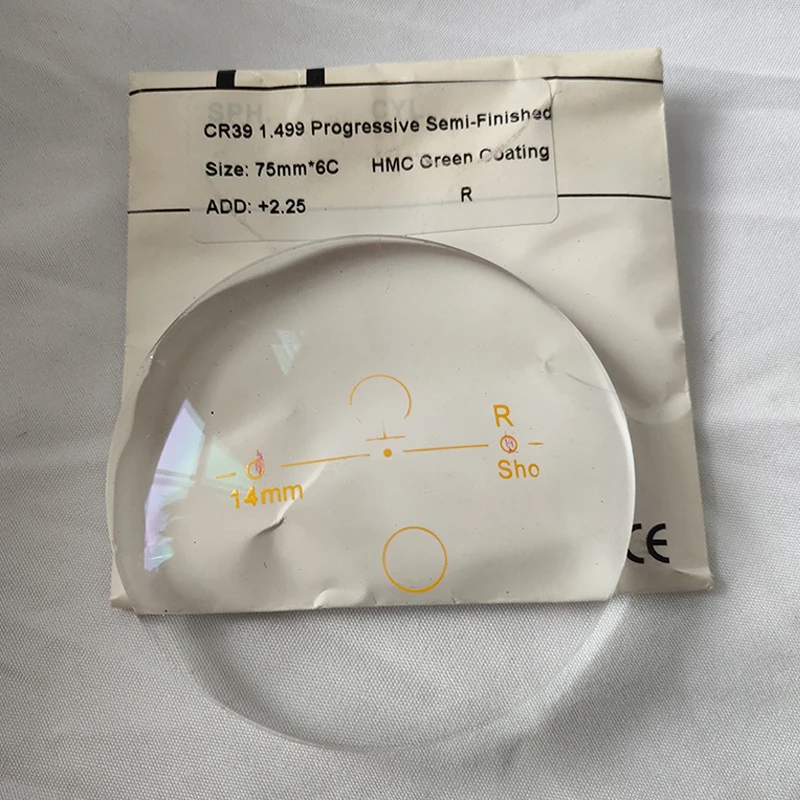 SPH CYL
CR39 1.499 Progressive Semi-Finished
Size: 75mm*6C HMC Green Coating
ADD: +2.25 R
R
Sho
14mm
CE